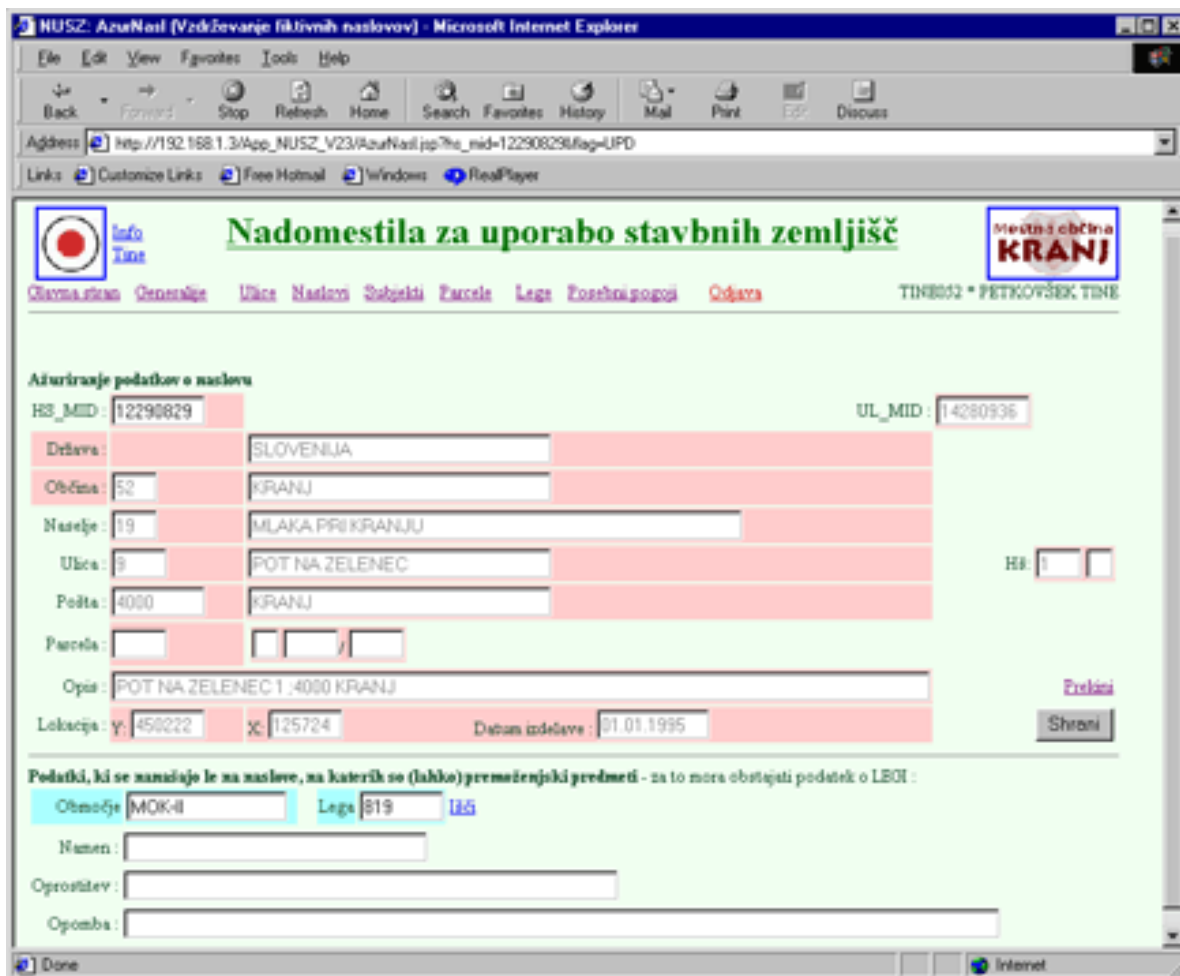 NUSZ: AzurNasl (Vzdrževanje fiktivnih naslovov) - Microsoft Internet Explorer
File Edit View Favorites Tools Help
Back Forward Stop Refresh Home Search Favorites History Mail Print Edit Discuss
Address http://192.168.1.3/App_NUSZ_V23/AzurNasl.jsp?hs_mid=12290829&flag=UPD
Links Customize Links Free Hotmail Windows RealPlayer
Info Tine
Nadomestila za uporabo stavbnih zemljišč
Mestna občina
KRANJ
Glavna stran Generalije Ulice Naslovi Subjekti Parcele Lege Posebni pogoji Odjava TINE052 * PETKOVŠEK TINE
Ažuriranje podatkov o naslovu
HS_MID : 12290829 UL_MID : 14280936
Država : SLOVENIJA
Občina : 52 KRANJ
Naselje : 19 MLAKA PRI KRANJU
Ulica : 9 POT NA ZELENEC Hš: 1
Pošta : 4000 KRANJ
Parcela : /
Opis : POT NA ZELENEC 1 ;4000 KRANJ Prekini
Lokacija : Y: 450222 X: 125724 Datum izdelave : 01.01.1995 Shrani
Podatki, ki se nanašajo le na naslove, na katerih so (lahko) premoženjski predmeti - za to mora obstajati podatek o LEGI :
Območje MOK-II Lega 819 Išči
Namen :
Oprostitev :
Opomba :
Done Internet